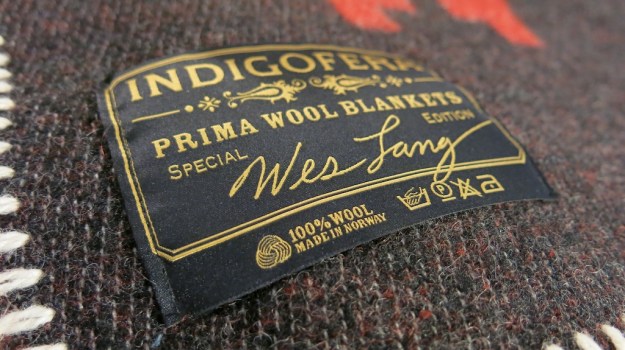 INDIGOFERA
PRIMA WOOL BLANKETS
SPECIAL Wes Lang EDITION
100% WOOL
MADE IN NORWAY